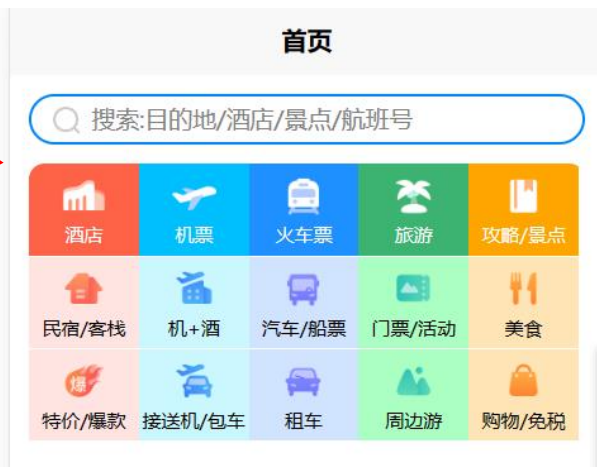 首页
搜索:目的地/酒店/景点/航班号
酒店 机票 火车票 旅游 攻略/景点
民宿/客栈 机+酒 汽车/船票 门票/活动 美食
爆
特价/爆款 接送机/包车 租车 周边游 购物/免税